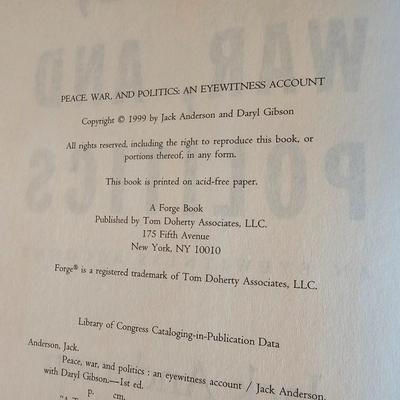 PEACE, WAR, AND POLITICS: AN EYEWITNESS ACCOUNT
Copyright © 1999 by Jack Anderson and Daryl Gibson
All rights reserved, including the right to reproduce this book, or
portions thereof, in any form.
This book is printed on acid-free paper.
A Forge Book
Published by Tom Doherty Associates, LLC.
175 Fifth Avenue
New York, NY 10010
Forge® is a registered trademark of Tom Doherty Associates, LLC.
Library of Congress Cataloging-in-Publication Data
Anderson, Jack.
Peace, war, and politics : an eyewitness account / Jack Anderson,
with Daryl Gibson.—1st ed.
p. cm.